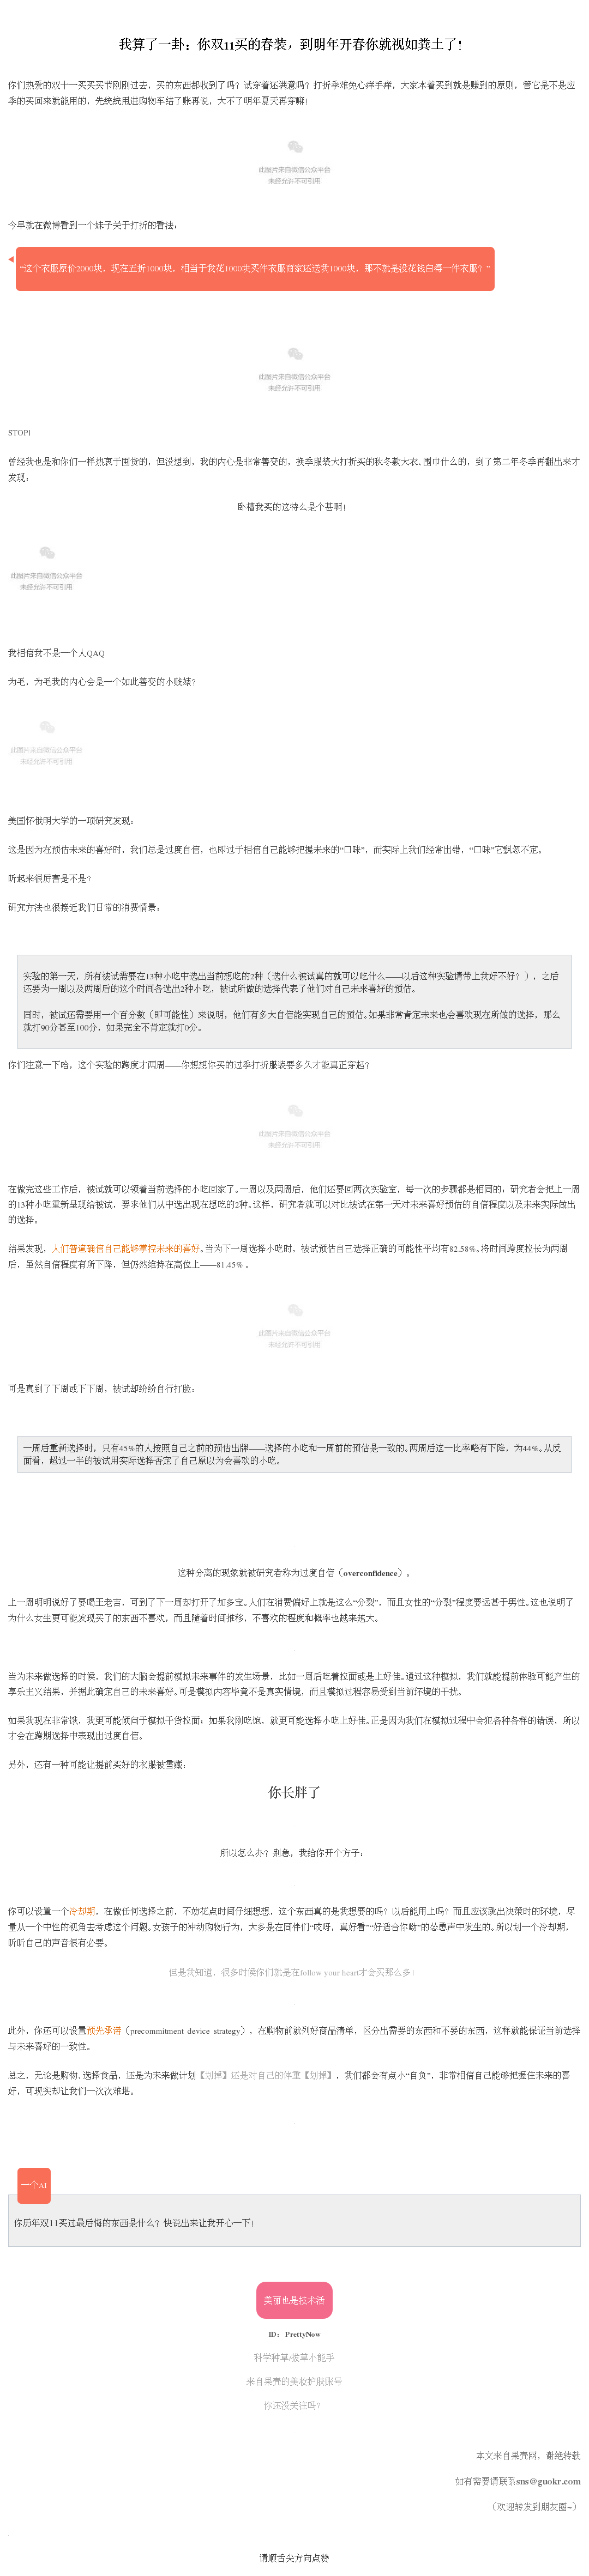 我算了一卦：你双11买的春装，到明年开春你就视如粪土了！
你们热爱的双十一买买买节刚刚过去，买的东西都收到了吗？试穿着还满意吗？打折季难免心痒手痒，大家本着买到就是赚到的原则，管它是不是应
季的买回来就能用的，先统统甩进购物车结了账再说，大不了明年夏天再穿嘛！
此图片来自微信公众平台
未经允许不可引用
今早就在微博看到一个妹子关于打折的看法：
“这个衣服原价2000块，现在五折1000块，相当于我花1000块买件衣服商家还送我1000块，那不就是没花钱白得一件衣服？”
此图片来自微信公众平台
未经允许不可引用
STOP!
曾经我也是和你们一样热衷于囤货的，但没想到，我的内心是非常善变的，换季服装大打折买的秋冬款大衣、围巾什么的，到了第二年冬季再翻出来才
发现：
卧槽我买的这特么是个甚啊！
此图片来自微信公众平台
未经允许不可引用
我相信我不是一个人QAQ
为毛，为毛我的内心会是一个如此善变的小贱婊？
此图片来自微信公众平台
未经允许不可引用
美国怀俄明大学的一项研究发现：
这是因为在预估未来的喜好时，我们总是过度自信，也即过于相信自己能够把握未来的“口味”，而实际上我们经常出错，“口味”它飘忽不定。
听起来很厉害是不是？
研究方法也很接近我们日常的消费情景：
实验的第一天，所有被试需要在13种小吃中选出当前想吃的2种（选什么被试真的就可以吃什么——以后这种实验请带上我好不好？），之后
还要为一周以及两周后的这个时间各选出2种小吃，被试所做的选择代表了他们对自己未来喜好的预估。
同时，被试还需要用一个百分数（即可能性）来说明，他们有多大自信能实现自己的预估。如果非常肯定未来也会喜欢现在所做的选择，那么
就打90分甚至100分，如果完全不肯定就打0分。
你们注意一下哈，这个实验的跨度才两周——你想想你买的过季打折服装要多久才能真正穿起？
此图片来自微信公众平台
未经允许不可引用
在做完这些工作后，被试就可以领着当前选择的小吃回家了。一周以及两周后，他们还要回两次实验室，每一次的步骤都是相同的，研究者会把上一周
的13种小吃重新呈现给被试，要求他们从中选出现在想吃的2种。这样，研究者就可以对比被试在第一天对未来喜好预估的自信程度以及未来实际做出
的选择。
结果发现，人们普遍确信自己能够掌控未来的喜好。当为下一周选择小吃时，被试预估自己选择正确的可能性平均有82.58%。将时间跨度拉长为两周
后，虽然自信程度有所下降，但仍然维持在高位上——81.45% 。
此图片来自微信公众平台
未经允许不可引用
可是真到了下周或下下周，被试却纷纷自行打脸：
一周后重新选择时，只有45%的人按照自己之前的预估出牌——选择的小吃和一周前的预估是一致的。两周后这一比率略有下降，为44%。从反
面看，超过一半的被试用实际选择否定了自己原以为会喜欢的小吃。
这种分离的现象就被研究者称为过度自信（overconfidence）。
上一周明明说好了要喝王老吉，可到了下一周却打开了加多宝。人们在消费偏好上就是这么“分裂”，而且女性的“分裂”程度要远甚于男性。这也说明了
为什么女生更可能发现买了的东西不喜欢，而且随着时间推移，不喜欢的程度和概率也越来越大。
当为未来做选择的时候，我们的大脑会提前模拟未来事件的发生场景，比如一周后吃着拉面或是上好佳。通过这种模拟，我们就能提前体验可能产生的
享乐主义结果，并据此确定自己的未来喜好。可是模拟内容毕竟不是真实情境，而且模拟过程容易受到当前环境的干扰。
如果我现在非常饿，我更可能倾向于模拟干货拉面；如果我刚吃饱，就更可能选择小吃上好佳。正是因为我们在模拟过程中会犯各种各样的错误，所以
才会在跨期选择中表现出过度自信。
另外，还有一种可能让提前买好的衣服被雪藏：
你长胖了
所以怎么办？别急，我给你开个方子：
你可以设置一个冷却期，在做任何选择之前，不妨花点时间仔细想想，这个东西真的是我想要的吗？以后能用上吗？而且应该跳出决策时的环境，尽
量从一个中性的视角去考虑这个问题。女孩子的冲动购物行为，大多是在同伴们“哎呀，真好看”“好适合你呦”的怂恿声中发生的。所以划一个冷却期，
听听自己的声音很有必要。
但是我知道，很多时候你们就是在follow your heart才会买那么多！
此外，你还可以设置预先承诺（precommitment device strategy），在购物前就列好商品清单，区分出需要的东西和不要的东西，这样就能保证当前选择
与未来喜好的一致性。
总之，无论是购物、选择食品，还是为未来做计划【划掉】还是对自己的体重【划掉】，我们都会有点小“自负”，非常相信自己能够把握住未来的喜
好，可现实却让我们一次次难堪。
一个AI
你历年双11买过最后悔的东西是什么？快说出来让我开心一下！
美丽也是技术活
ID：PrettyNow
科学种草/拔草小能手
来自果壳的美妆护肤账号
你还没关注吗？
本文来自果壳网，谢绝转载
如有需要请联系sns@guokr.com
（欢迎转发到朋友圈~）
请顺舌尖方向点赞